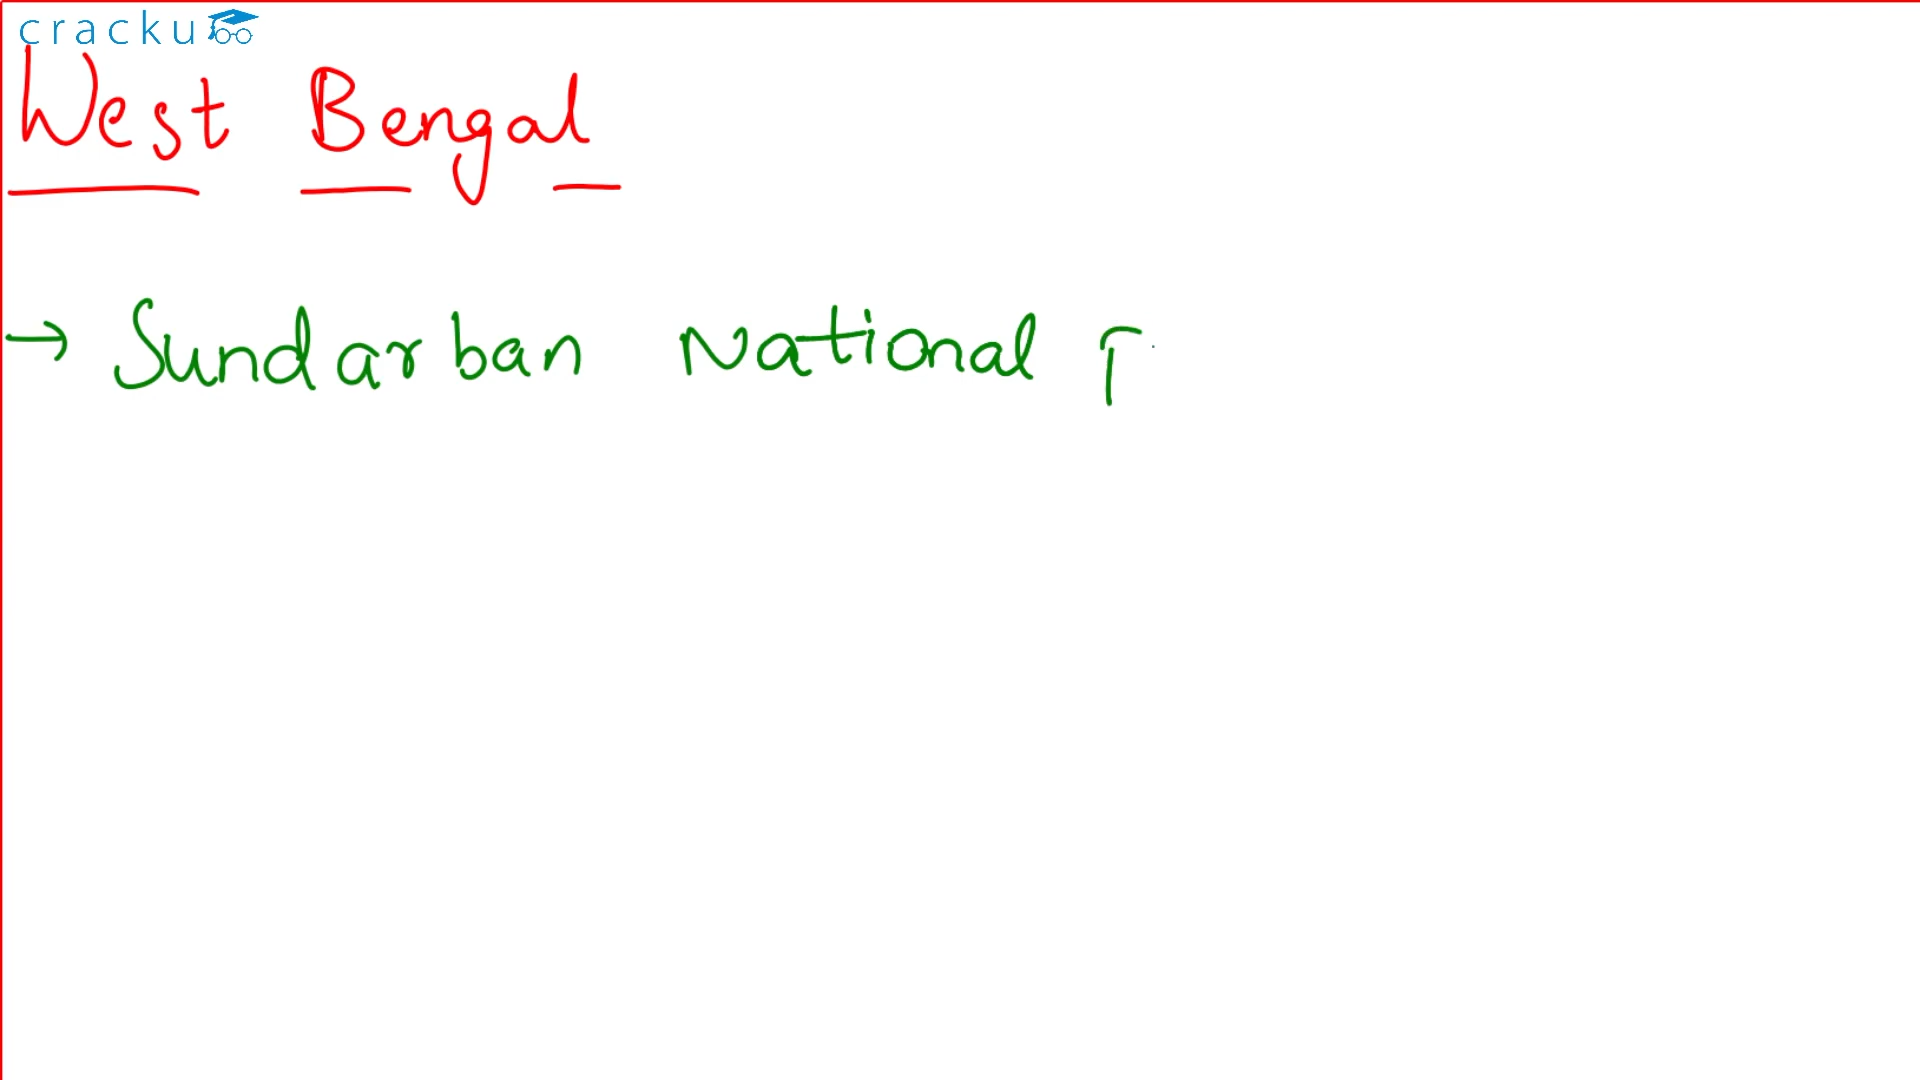 cracku
West Bengal
→ Sundarban National